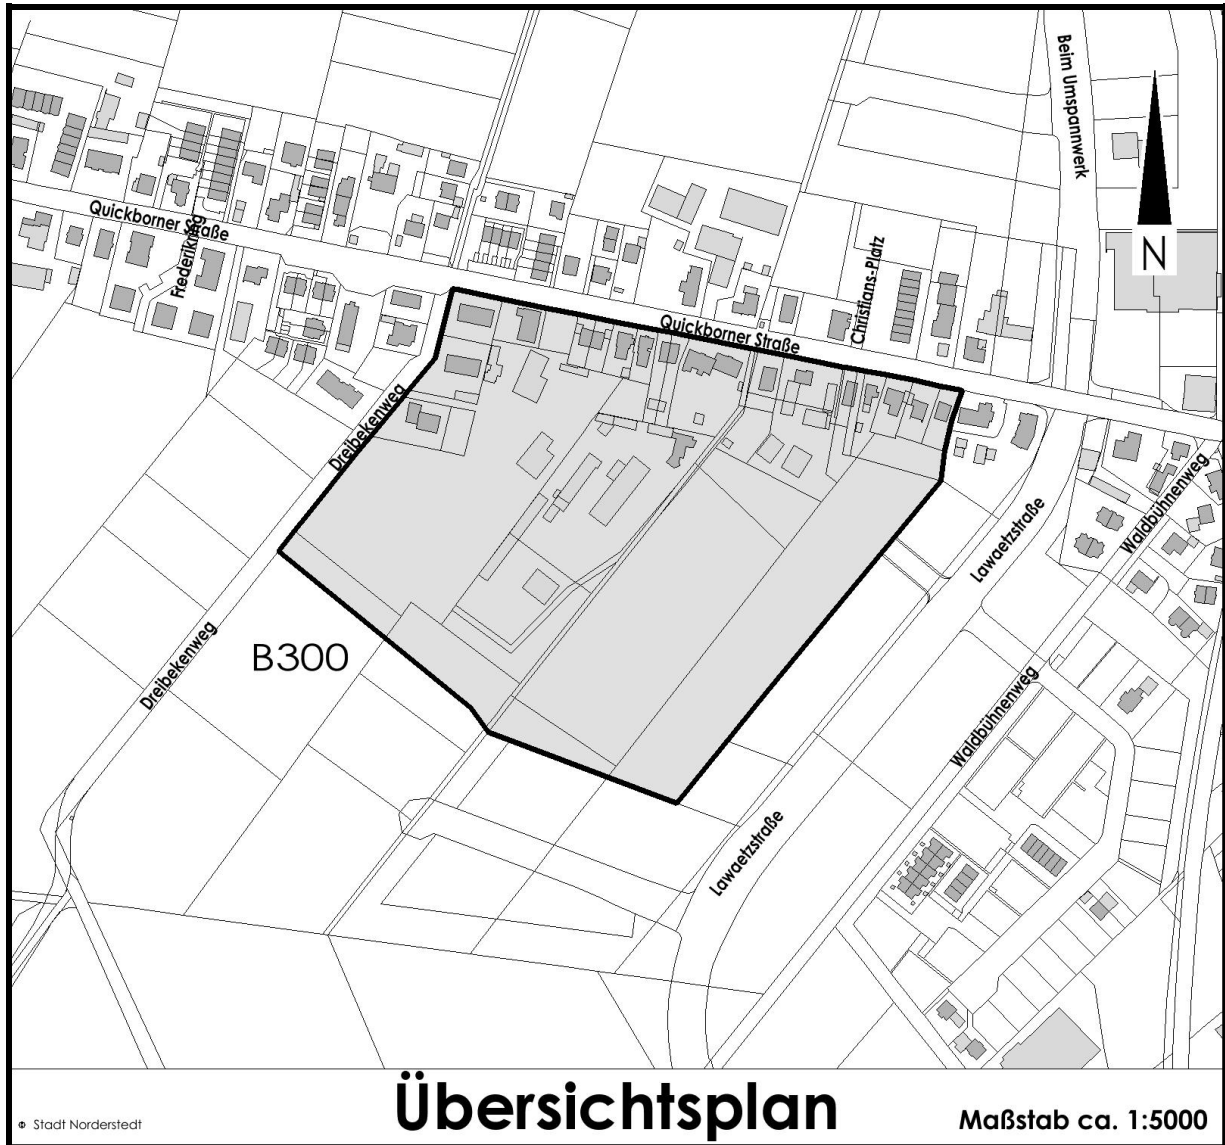 Beim Umspannwerk
Quickborner Straße
Frederikring
Christians-Platz
N
Quickborner Straße
Dreibekenweg
Waldbühnenweg
Lawaetzstraße
Dreibekenweg
B300
Waldbühnenweg
Lawaetzstraße
Übersichtsplan
Stadt Norderstedt
Maßstab ca. 1:5000